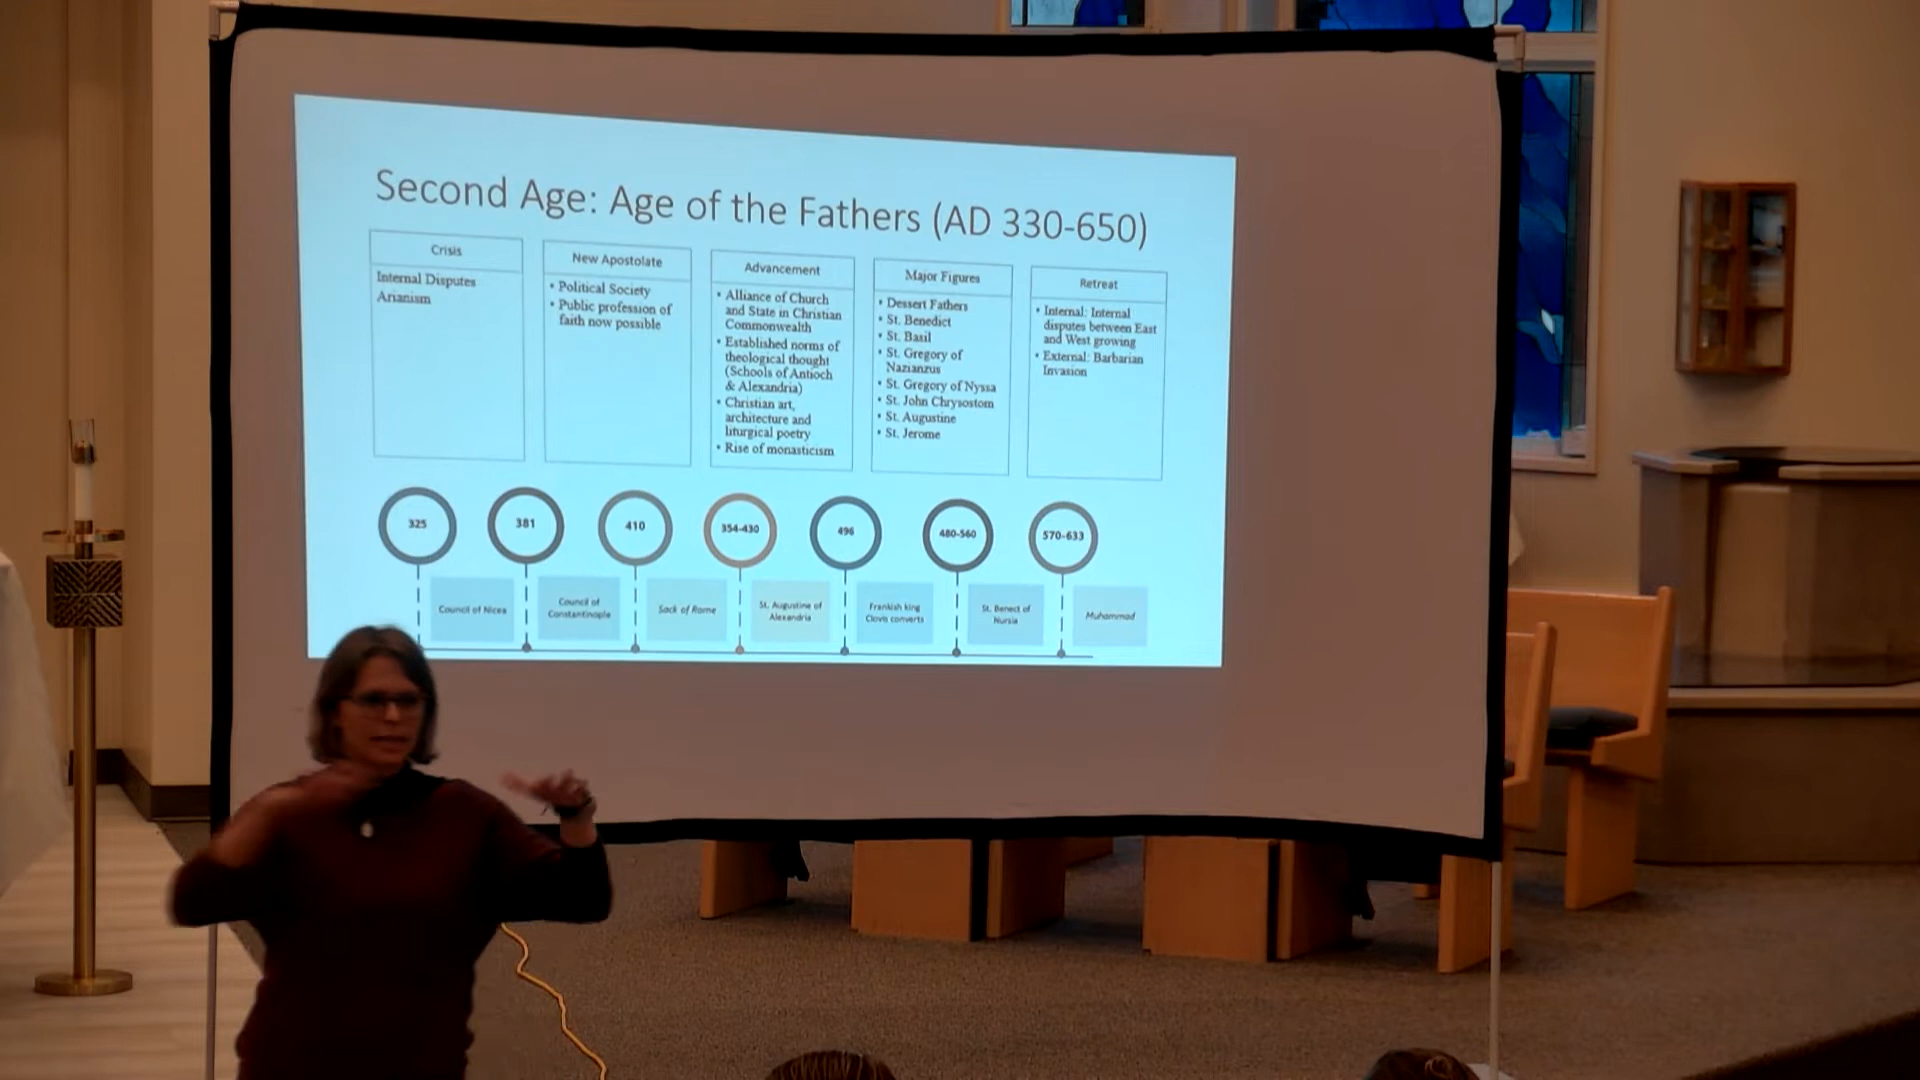 Second Age: Age of the Fathers (AD 330-650)
Crisis
Internal Disputes
Arianism
New Apostolate
• Political Society
• Public profession of
faith now possible
Advancement
• Alliance of Church
and State in Christian
Commonwealth
• Established norms of
theological thought
(Schools of Antioch
& Alexandria)
• Christian art,
architecture and
liturgical poetry
• Rise of monasticism
Major Figures
• Dessert Fathers
• St. Benedict
• St. Basil
• St. Gregory of
Nazianzus
• St. Gregory of Nyssa
• St. John Chrysostom
• St. Augustine
• St. Jerome
Retreat
• Internal: Internal
disputes between East
and West growing
• External: Barbarian
Invasion
325
381
410
354-430
496
480-560
570-633
Council of Nicea
Council of
Constantinople
Sack of Rome
St. Augustine of
Alexandria
Frankish king
Clovis converts
St. Benect of
Nursia
Muhammad